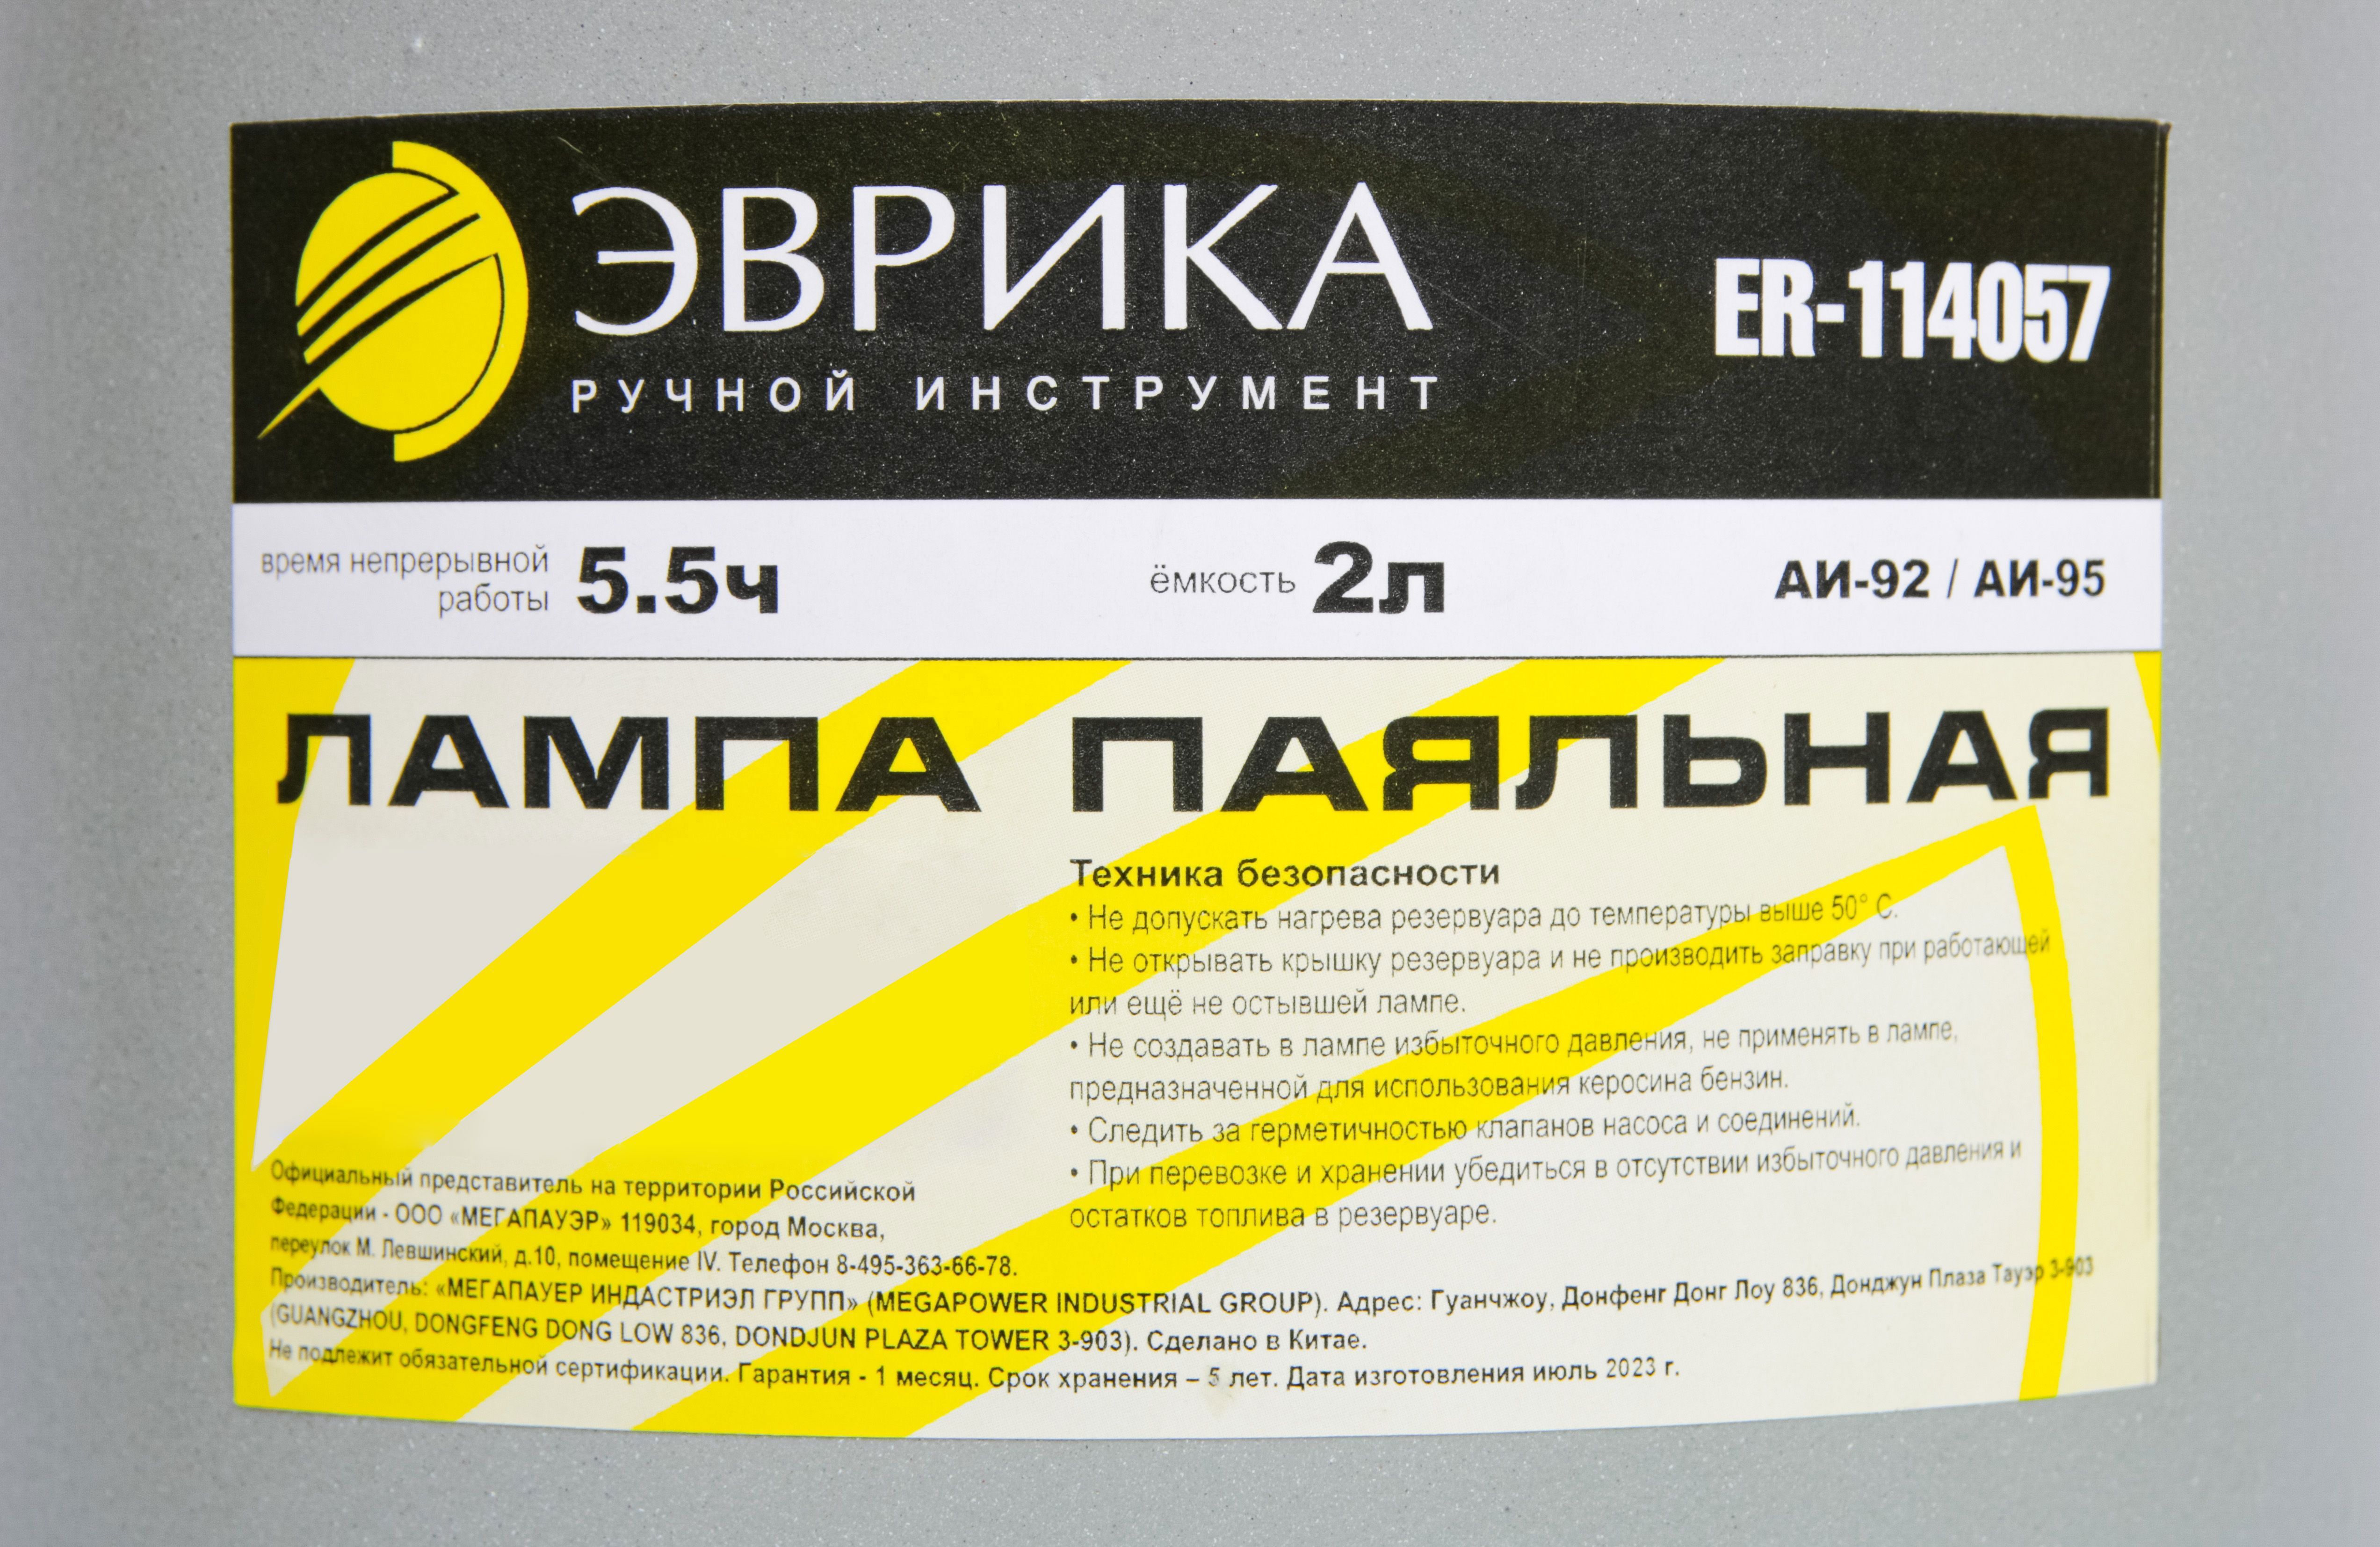 ЭВРИКА
РУЧНОЙ ИНСТРУМЕНТ
ER-114057
время непрерывной
работы
5.5ч
ёмкость 2л
АИ-92 / АИ-95
ЛАМПА ПАЯЛЬНАЯ
Техника безопасности
• Не допускать нагрева резервуара до температуры выше 50° С.
• Не открывать крышку резервуара и не производить заправку при работающей
или ещё не остывшей лампе.
• Не создавать в лампе избыточного давления, не применять в лампе,
предназначенной для использования керосина бензин.
• Следить за герметичностью клапанов насоса и соединений.
• При перевозке и хранении убедиться в отсутствии избыточного давления и
остатков топлива в резервуаре.
Официальный представитель на территории Российской
Федерации - ООО «МЕГАПАУЭР» 119034, город Москва,
переулок М. Левшинский, д.10, помещение IV. Телефон 8-495-363-66-78.
Производитель: «МЕГАПАУЕР ИНДАСТРИЭЛ ГРУПП» (MEGAPOWER INDUSTRIAL GROUP). Адрес: Гуанчжоу, Донфенг Донг Лоу 836, Донджун Плаза Тауэр 3-903
(GUANGZHOU, DONGFENG DONG LOW 836, DONDJUN PLAZA TOWER 3-903). Сделано в Китае.
Не подлежит обязательной сертификации. Гарантия - 1 месяц. Срок хранения – 5 лет. Дата изготовления июль 2023 г.